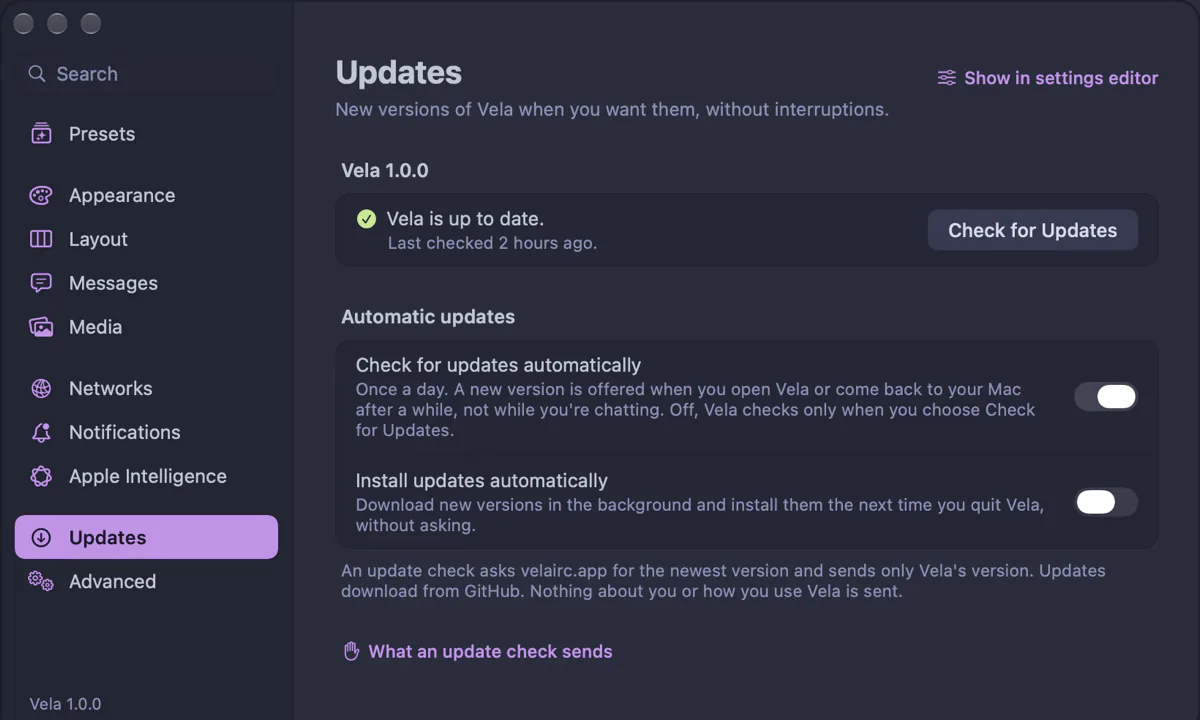 Search
Presets
Appearance
Layout
Messages
Media
Networks
Notifications
Apple Intelligence
Updates
Advanced
Vela 1.0.0
Updates
Show in settings editor
New versions of Vela when you want them, without interruptions.
Vela 1.0.0
Vela is up to date.
Last checked 2 hours ago.
Check for Updates
Automatic updates
Check for updates automatically
Once a day. A new version is offered when you open Vela or come back to your Mac
after a while, not while you're chatting. Off, Vela checks only when you choose Check
for Updates.
Install updates automatically
Download new versions in the background and install them the next time you quit Vela,
without asking.
An update check asks velairc.app for the newest version and sends only Vela's version. Updates
download from GitHub. Nothing about you or how you use Vela is sent.
What an update check sends